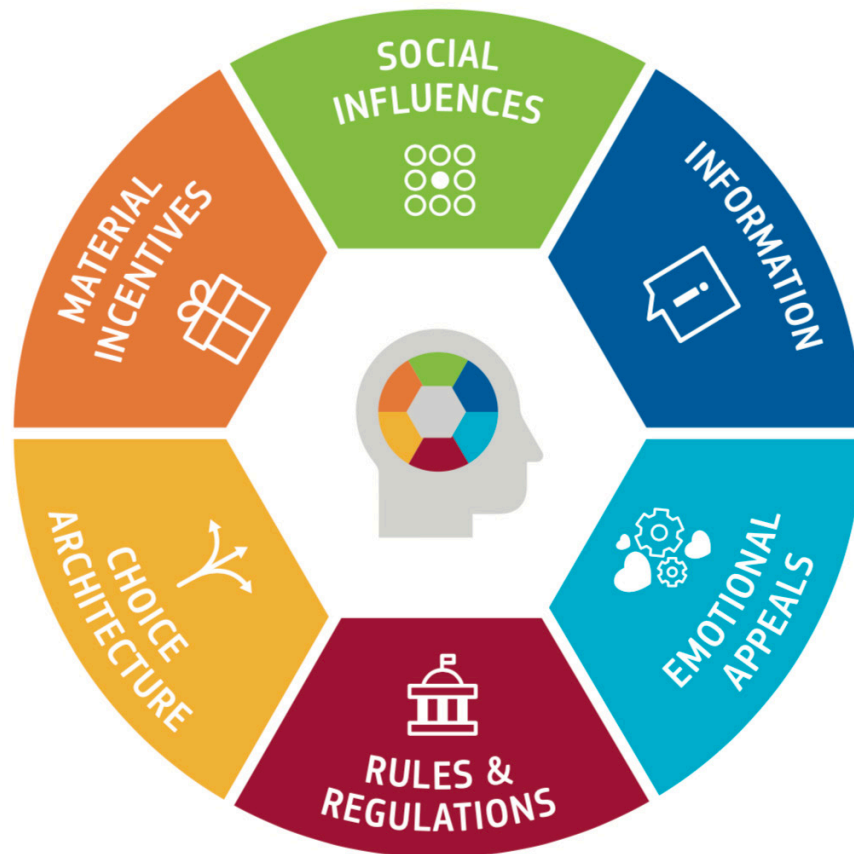 SOCIAL
INFLUENCES
INFORMATION
EMOTIONAL
APPEALS
RULES &
REGULATIONS
CHOICE
ARCHITECTURE
MATERIAL
INCENTIVES